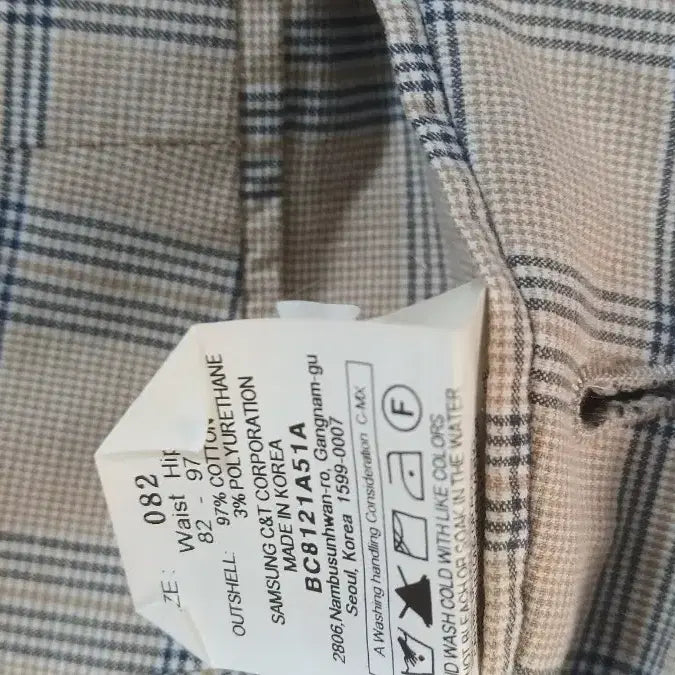 ZE : 082
Waist Hip
82 - 97
OUTSHELL: 97% COTTON
3% POLYURETHANE
SAMSUNG C&T CORPORATION
MADE IN KOREA
BC8121A51A
2806,Nambusunhwan-ro, Gangnam-gu
Seoul, Korea 1599-0007
A Washing handling Consideration C-MX
F
WASH COLD WITH LIKE COLORS
BLEACH OR SOAK IN THE WATER